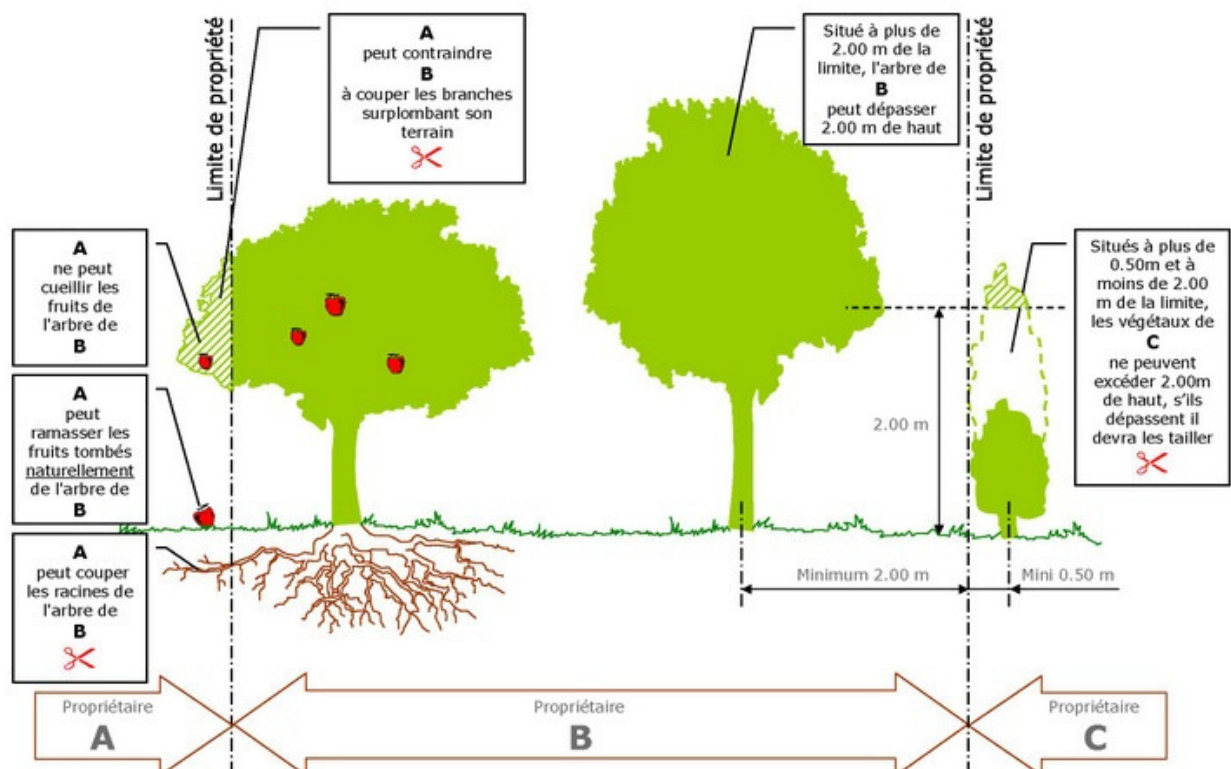 Limite de propriété
A
peut contraindre
B
à couper les branches
surplombant son
terrain
Situé à plus de
2.00 m de la
limite, l'arbre de
B
peut dépasser
2.00 m de haut
Limite de propriété
A
ne peut
cueillir les
fruits de
l'arbre de
B
Situés à plus de
0.50m et à
moins de 2.00
m de la limite,
les végétaux de
C
ne peuvent
excéder 2.00m
de haut, s'ils
dépassent il
devra les tailler
A
peut
ramasser les
fruits tombés
naturellement
de l'arbre de
B
2.00 m
A
peut couper
les racines de
l'arbre de
B
Minimum 2.00 m
Mini 0.50 m
Propriétaire
A
Propriétaire
B
Propriétaire
C